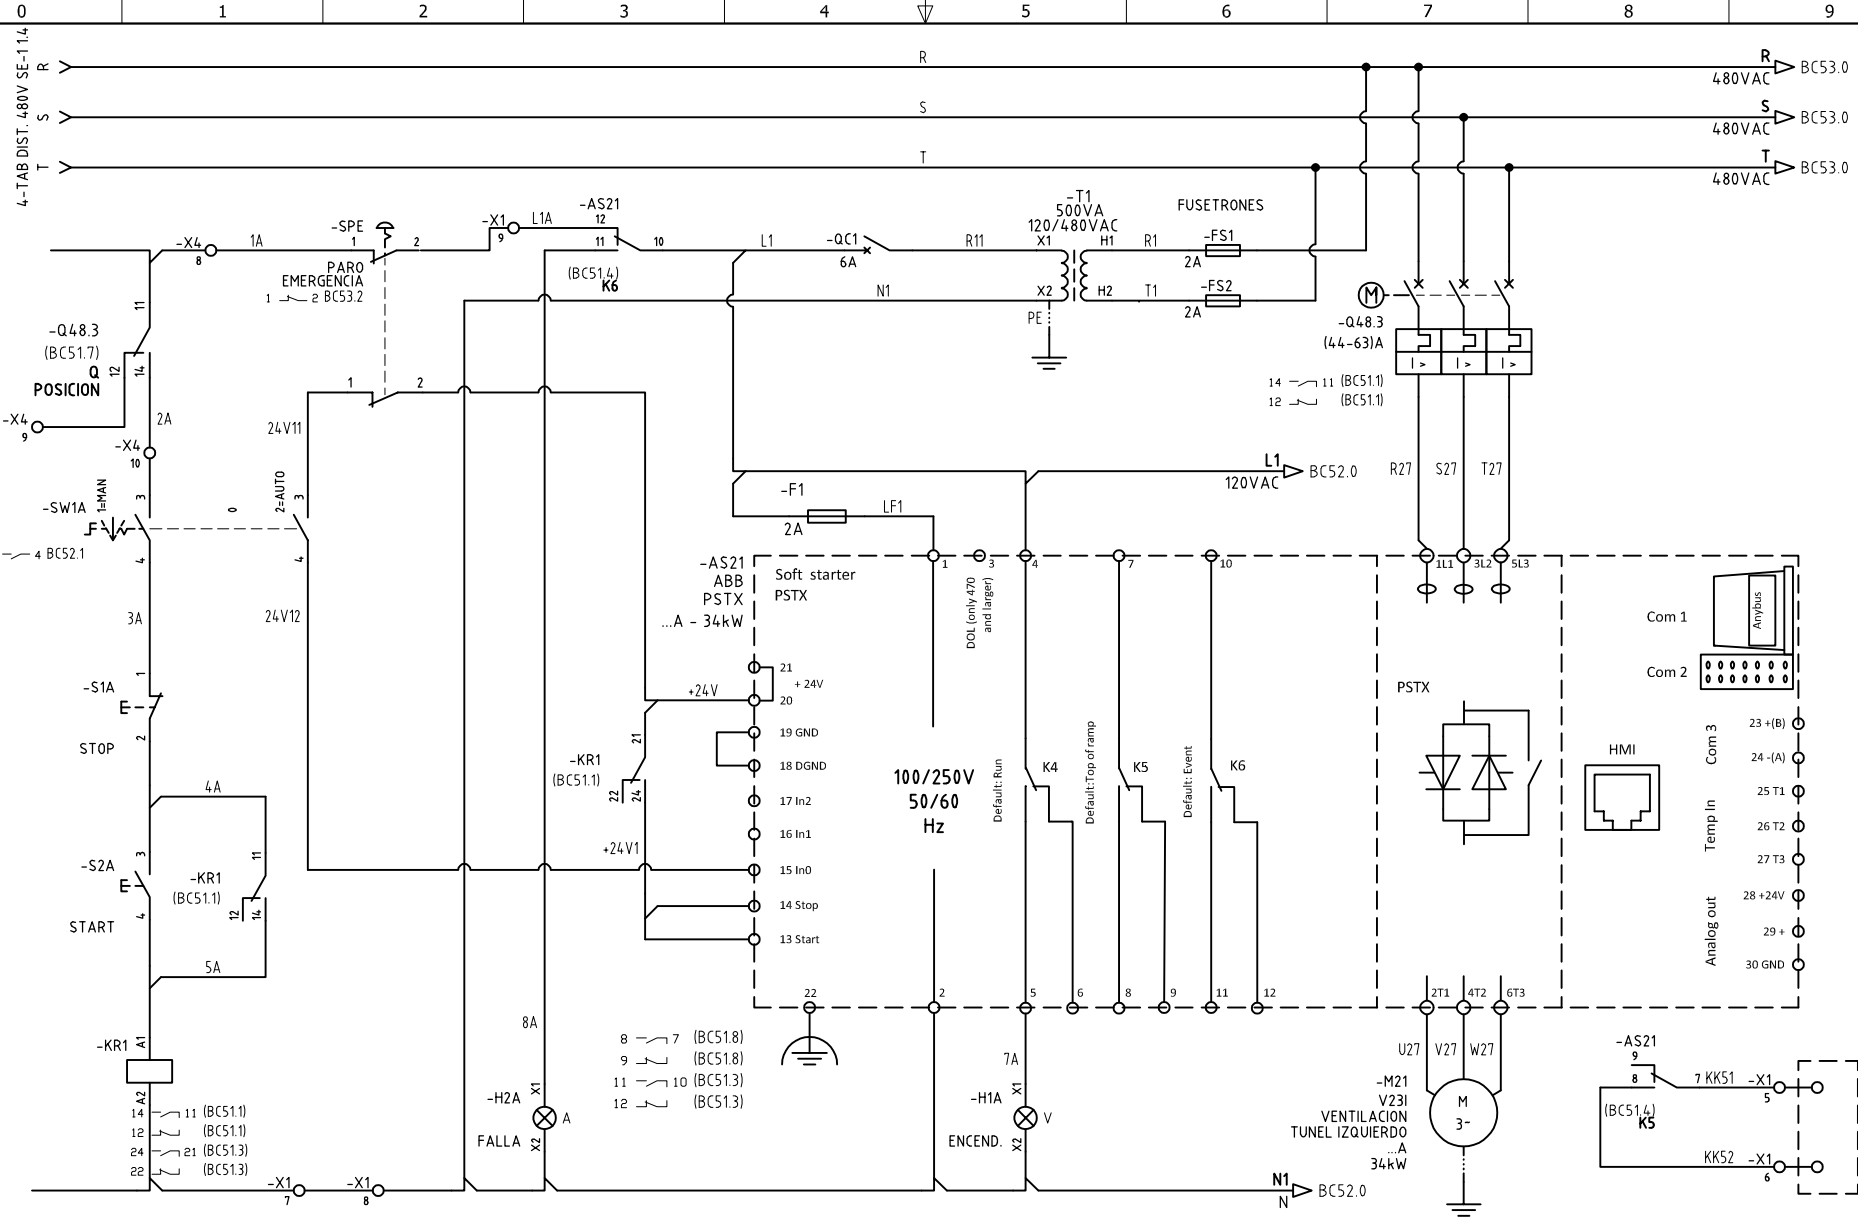 0 1 2 3 4 5 6 7 8 9
4-TAB DIST. 480V SE-1 1.4
R
R
R
480VAC
BC53.0
S
S
S
480VAC
BC53.0
T
T
T
480VAC
BC53.0
-X4
8
1A
-SPE
1
2
PARO
EMERGENCIA
1 2 BC53.2
-X1
9
L1A
-AS21
12
11
10
(BC51.4)
K6
L1
-QC1
6A
R11
N1
-T1
500VA
120/480VAC
X1
H1
X2
H2
PE
R1
T1
FUSETRONES
-FS1
2A
-FS2
2A
M
-Q48.3
(44-63)A
I >
I >
I >
14 11 (BC51.1)
12 (BC51.1)
R27
S27
T27
11
-Q48.3
(BC51.7)
Q
POSICION
12
14
-X4
9
2A
-X4
10
1
2
24V11
-SW1A
1=MAN
3
0
2=AUTO
3
4
4
4 BC52.1
24V12
3A
L1
120VAC
BC52.0
-F1
2A
LF1
-S1A
1
STOP
2
4A
-S2A
3
START
4
-KR1
(BC51.1)
11
12
14
5A
-KR1
A1
A2
14 11 (BC51.1)
12 (BC51.1)
24 21 (BC51.3)
22 (BC51.3)
-X1
7
-X1
8
-KR1
(BC51.1)
21
22
24
+24V
+24V1
-AS21
ABB
PSTX
...A - 34kW
Soft starter
PSTX
1
3
4
7
10
DOL (only 470
and larger)
1L1
3L2
5L3
21
+ 24V
20
19 GND
18 DGND
17 In2
16 In1
15 In0
14 Stop
13 Start
100/250V
50/60
Hz
Default: Run
K4
Default:Top of ramp
K5
Default: Event
K6
22
2
5
6
8
9
11
12
PSTX
2T1
4T2
6T3
HMI
Com 1
Anybus
Com 2
Com 3
23 +(B)
24 -(A)
Temp In
25 T1
26 T2
27 T3
Analog out
28 +24V
29 +
30 GND
8A
8 7 (BC51.8)
9 (BC51.8)
11 10 (BC51.3)
12 (BC51.3)
-H2A
X1
A
FALLA
X2
7A
-H1A
X1
V
ENCEND.
X2
N1
N
BC52.0
U27
V27
W27
-M21
V23I
VENTILACION
TUNEL IZQUIERDO
...A
34kW
M
3~
-AS21
9
8
7
KK51
-X1
5
(BC51.4)
K5
KK52
-X1
6